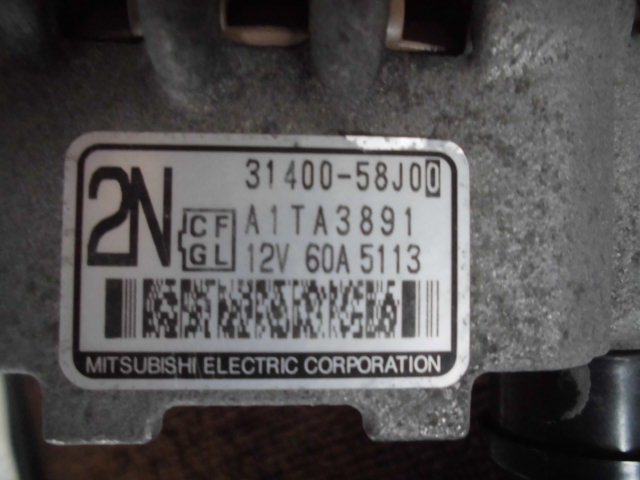 2N
31400-58J00
CF
GL
A1TA3891
12V 60A 5113
MITSUBISHI ELECTRIC CORPORATION